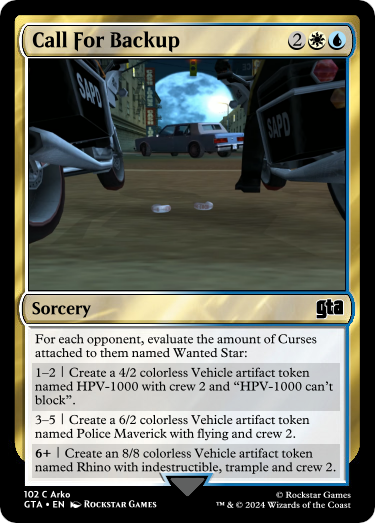 Call For Backup 2
SAPD
SAPD
Sorcery gta
For each opponent, evaluate the amount of Curses
attached to them named Wanted Star:
1–2 | Create a 4/2 colorless Vehicle artifact token
named HPV-1000 with crew 2 and “HPV-1000 can’t
block”.
3–5 | Create a 6/2 colorless Vehicle artifact token
named Police Maverick with flying and crew 2.
6+ | Create an 8/8 colorless Vehicle artifact token
named Rhino with indestructible, trample and crew 2.
102 C Arko © Rockstar Games
GTA • EN Rockstar Games ™ & © 2024 Wizards of the Coast